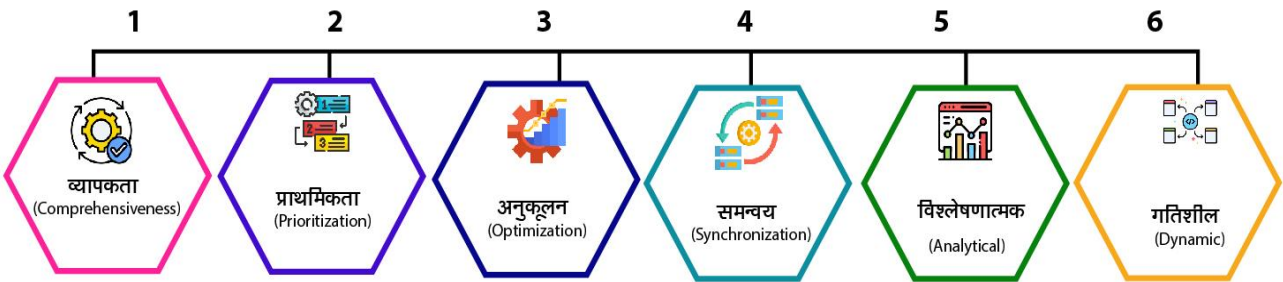 1 2 3 4 5 6
व्यापकता
(Comprehensiveness)
प्राथमिकता
(Prioritization)
अनुकूलन
(Optimization)
समन्वय
(Synchronization)
विश्लेषणात्मक
(Analytical)
गतिशील
(Dynamic)